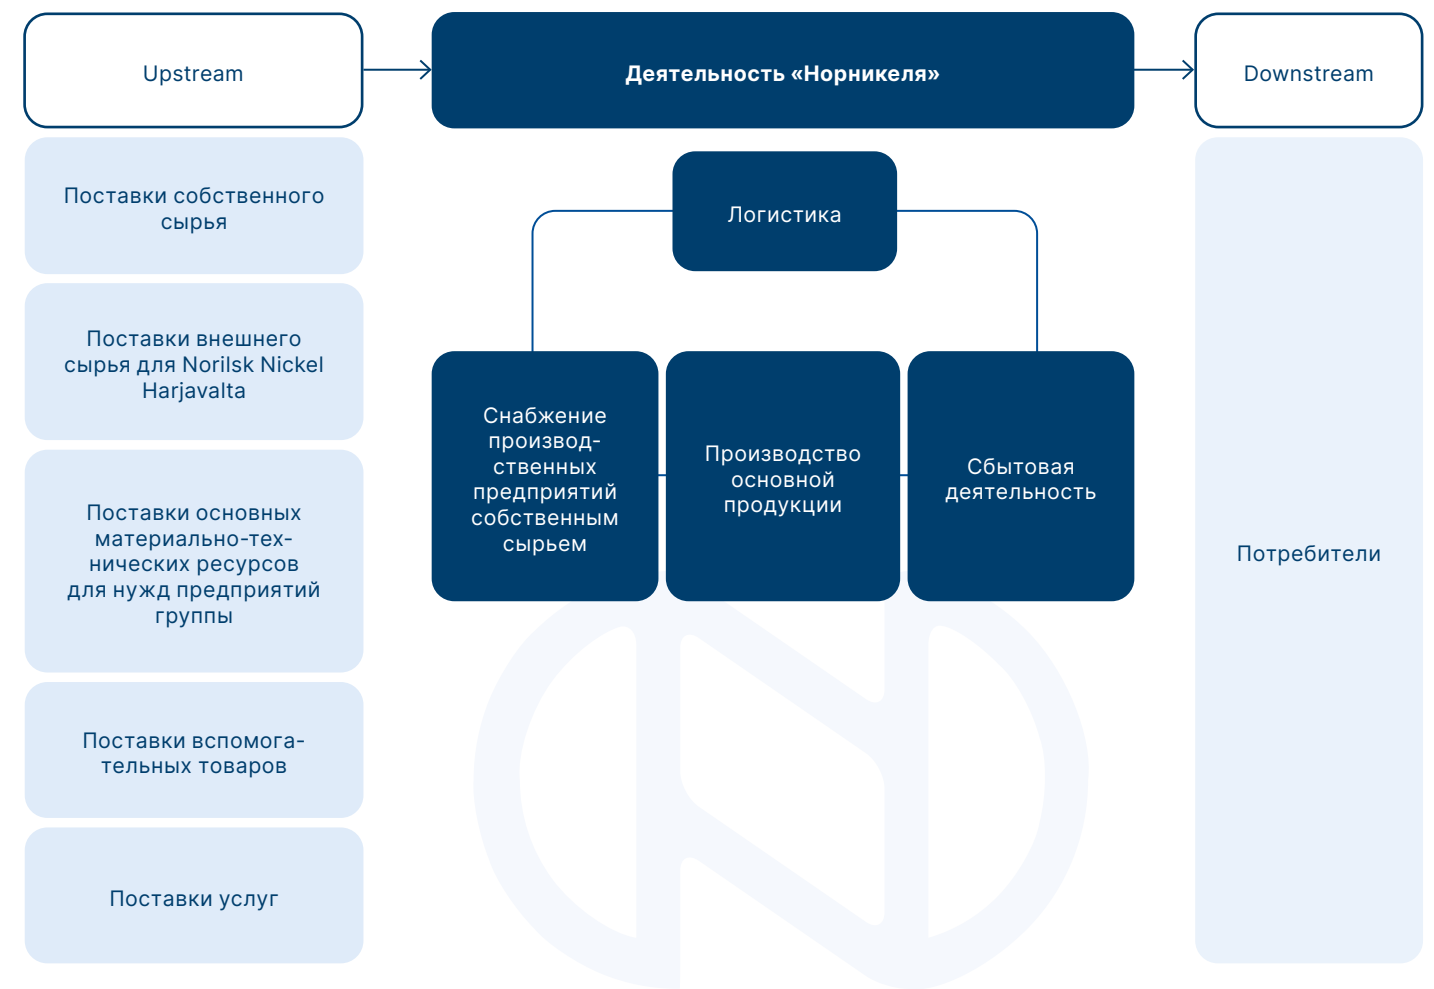 Upstream
Деятельность «Норникеля»
Downstream
Поставки собственного
сырья
Поставки внешнего
сырья для Norilsk Nickel
Harjavalta
Поставки основных
материально-тех-
нических ресурсов
для нужд предприятий
группы
Поставки вспомога-
тельных товаров
Поставки услуг
Логистика
Снабжение
производ-
ственных
предприятий
собственным
сырьем
Производство
основной
продукции
Сбытовая
деятельность
Потребители